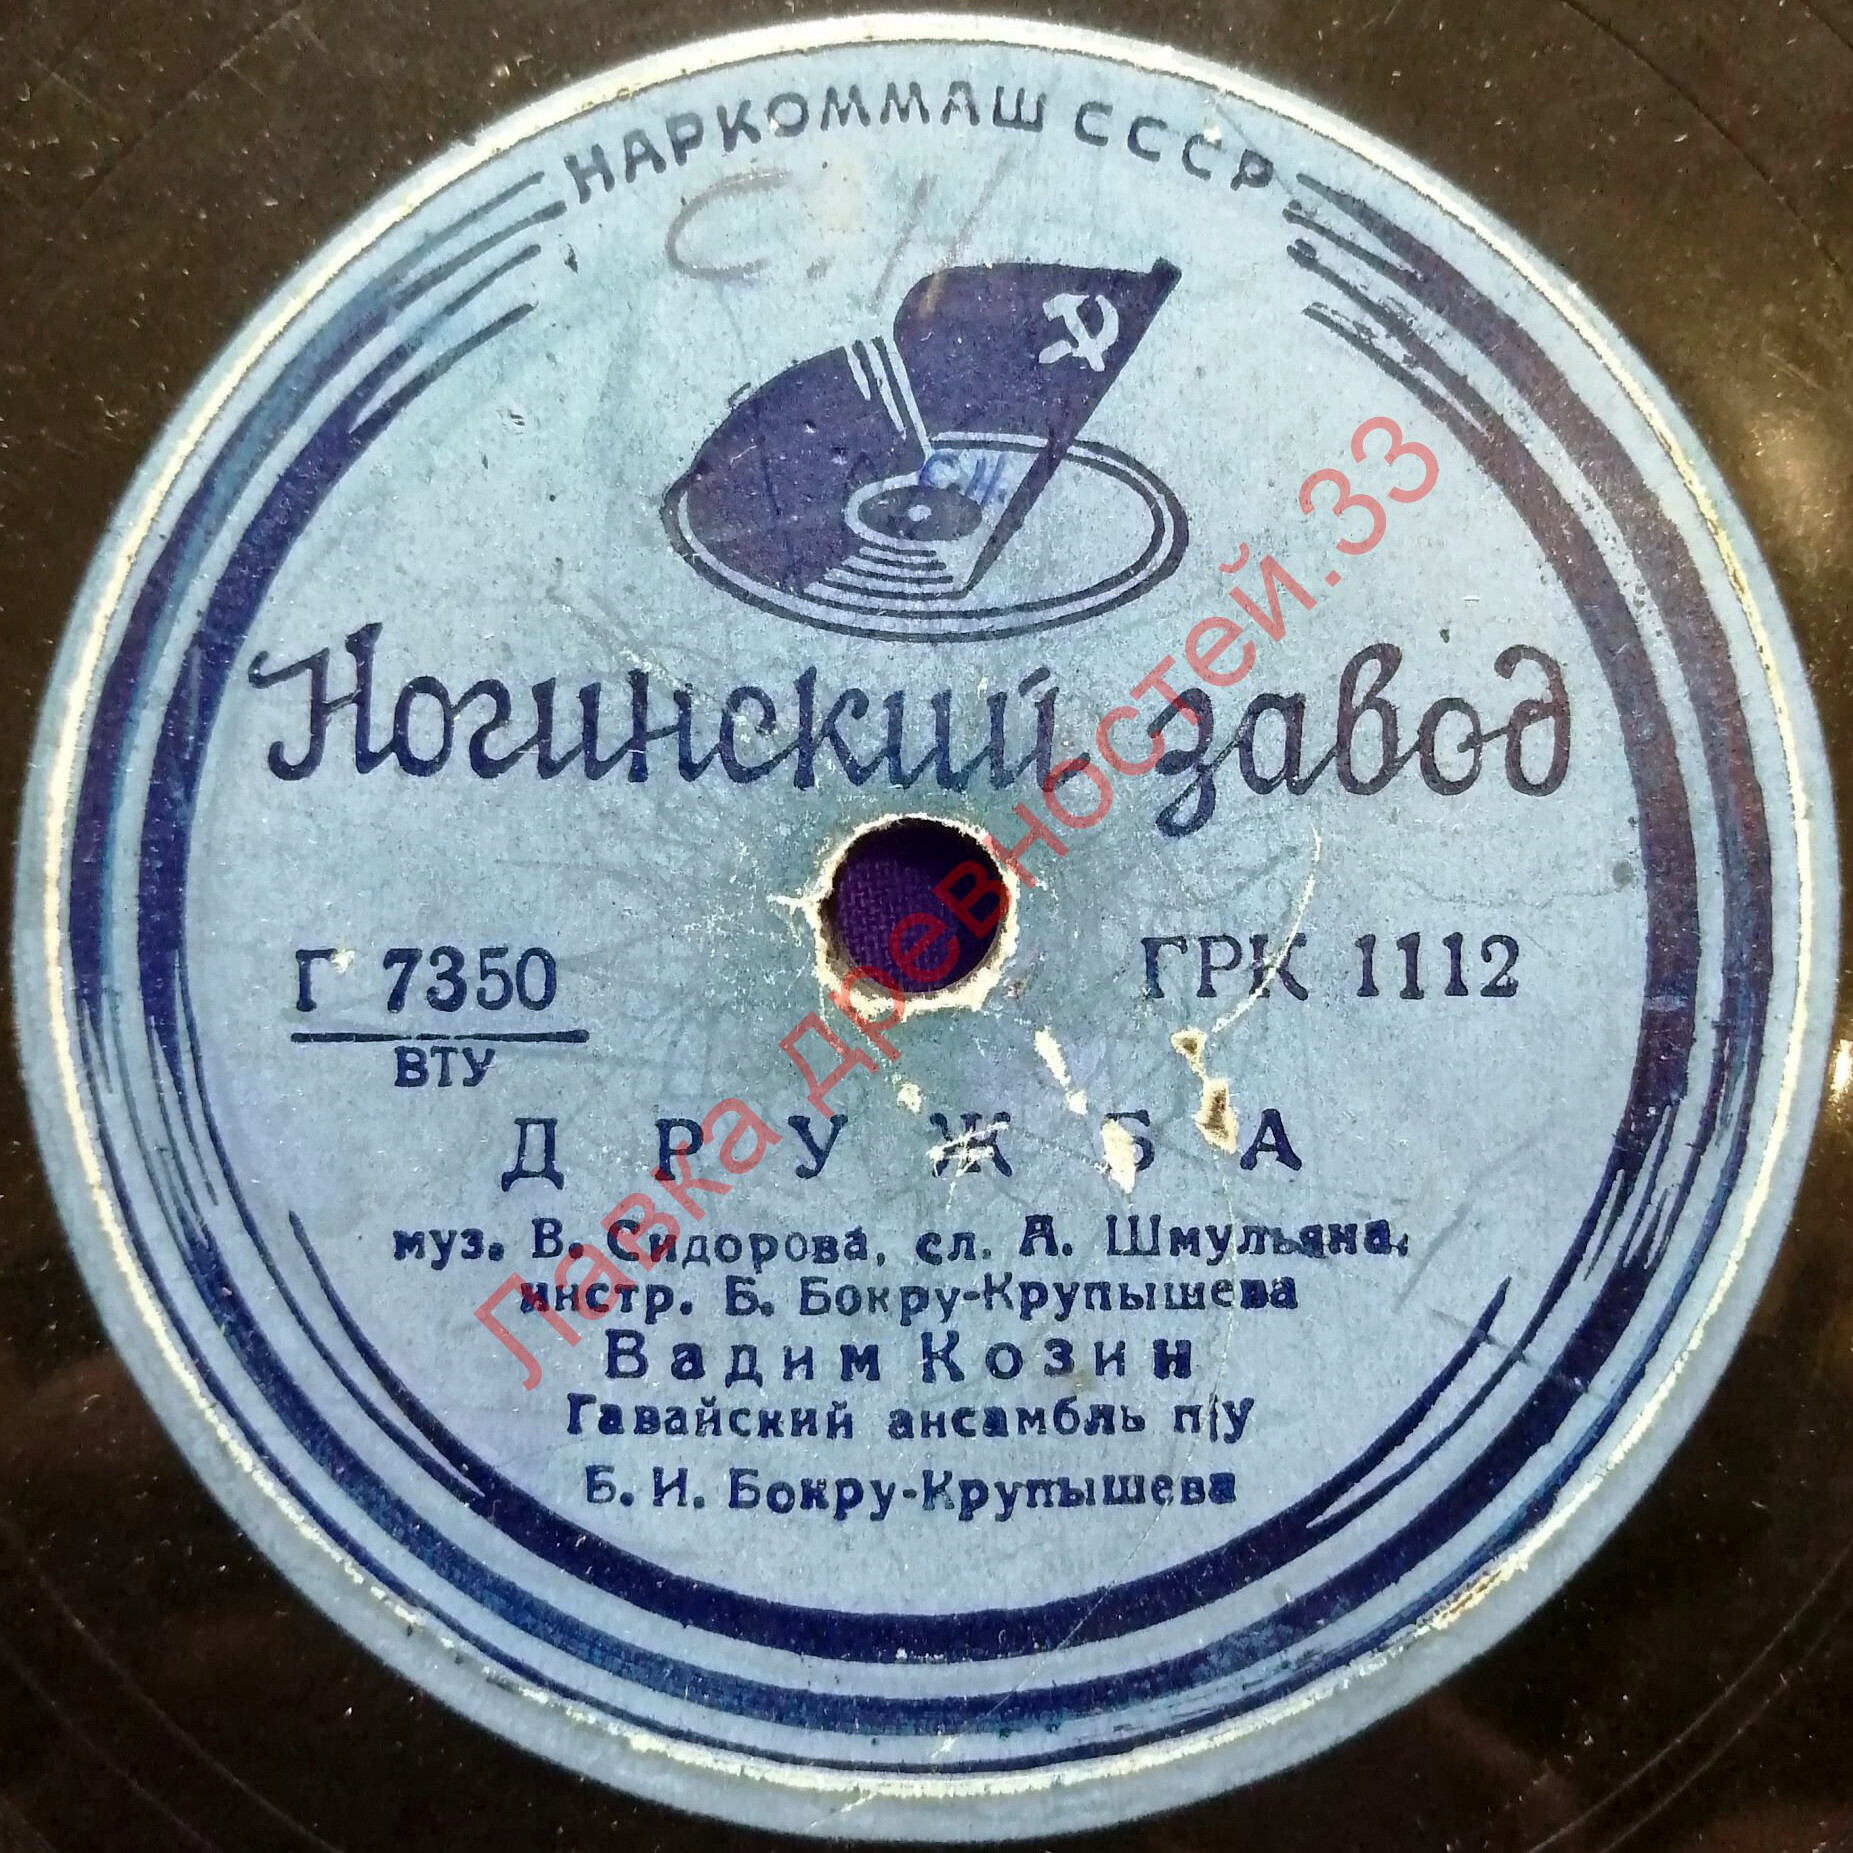 НАРКОММАШ СССР
С.Н
С.Н.
Ногинский завод
Г 7350
ВТУ
ГРК 1112
ДРУЖБА
муз. В. Сидорова, сл. А. Шмульяна,
инстр. Б. Бокру-Крупышева
Вадим Козин
Гавайский ансамбль п/у
Б. И. Бокру-Крупышева
Лавка древностей.33